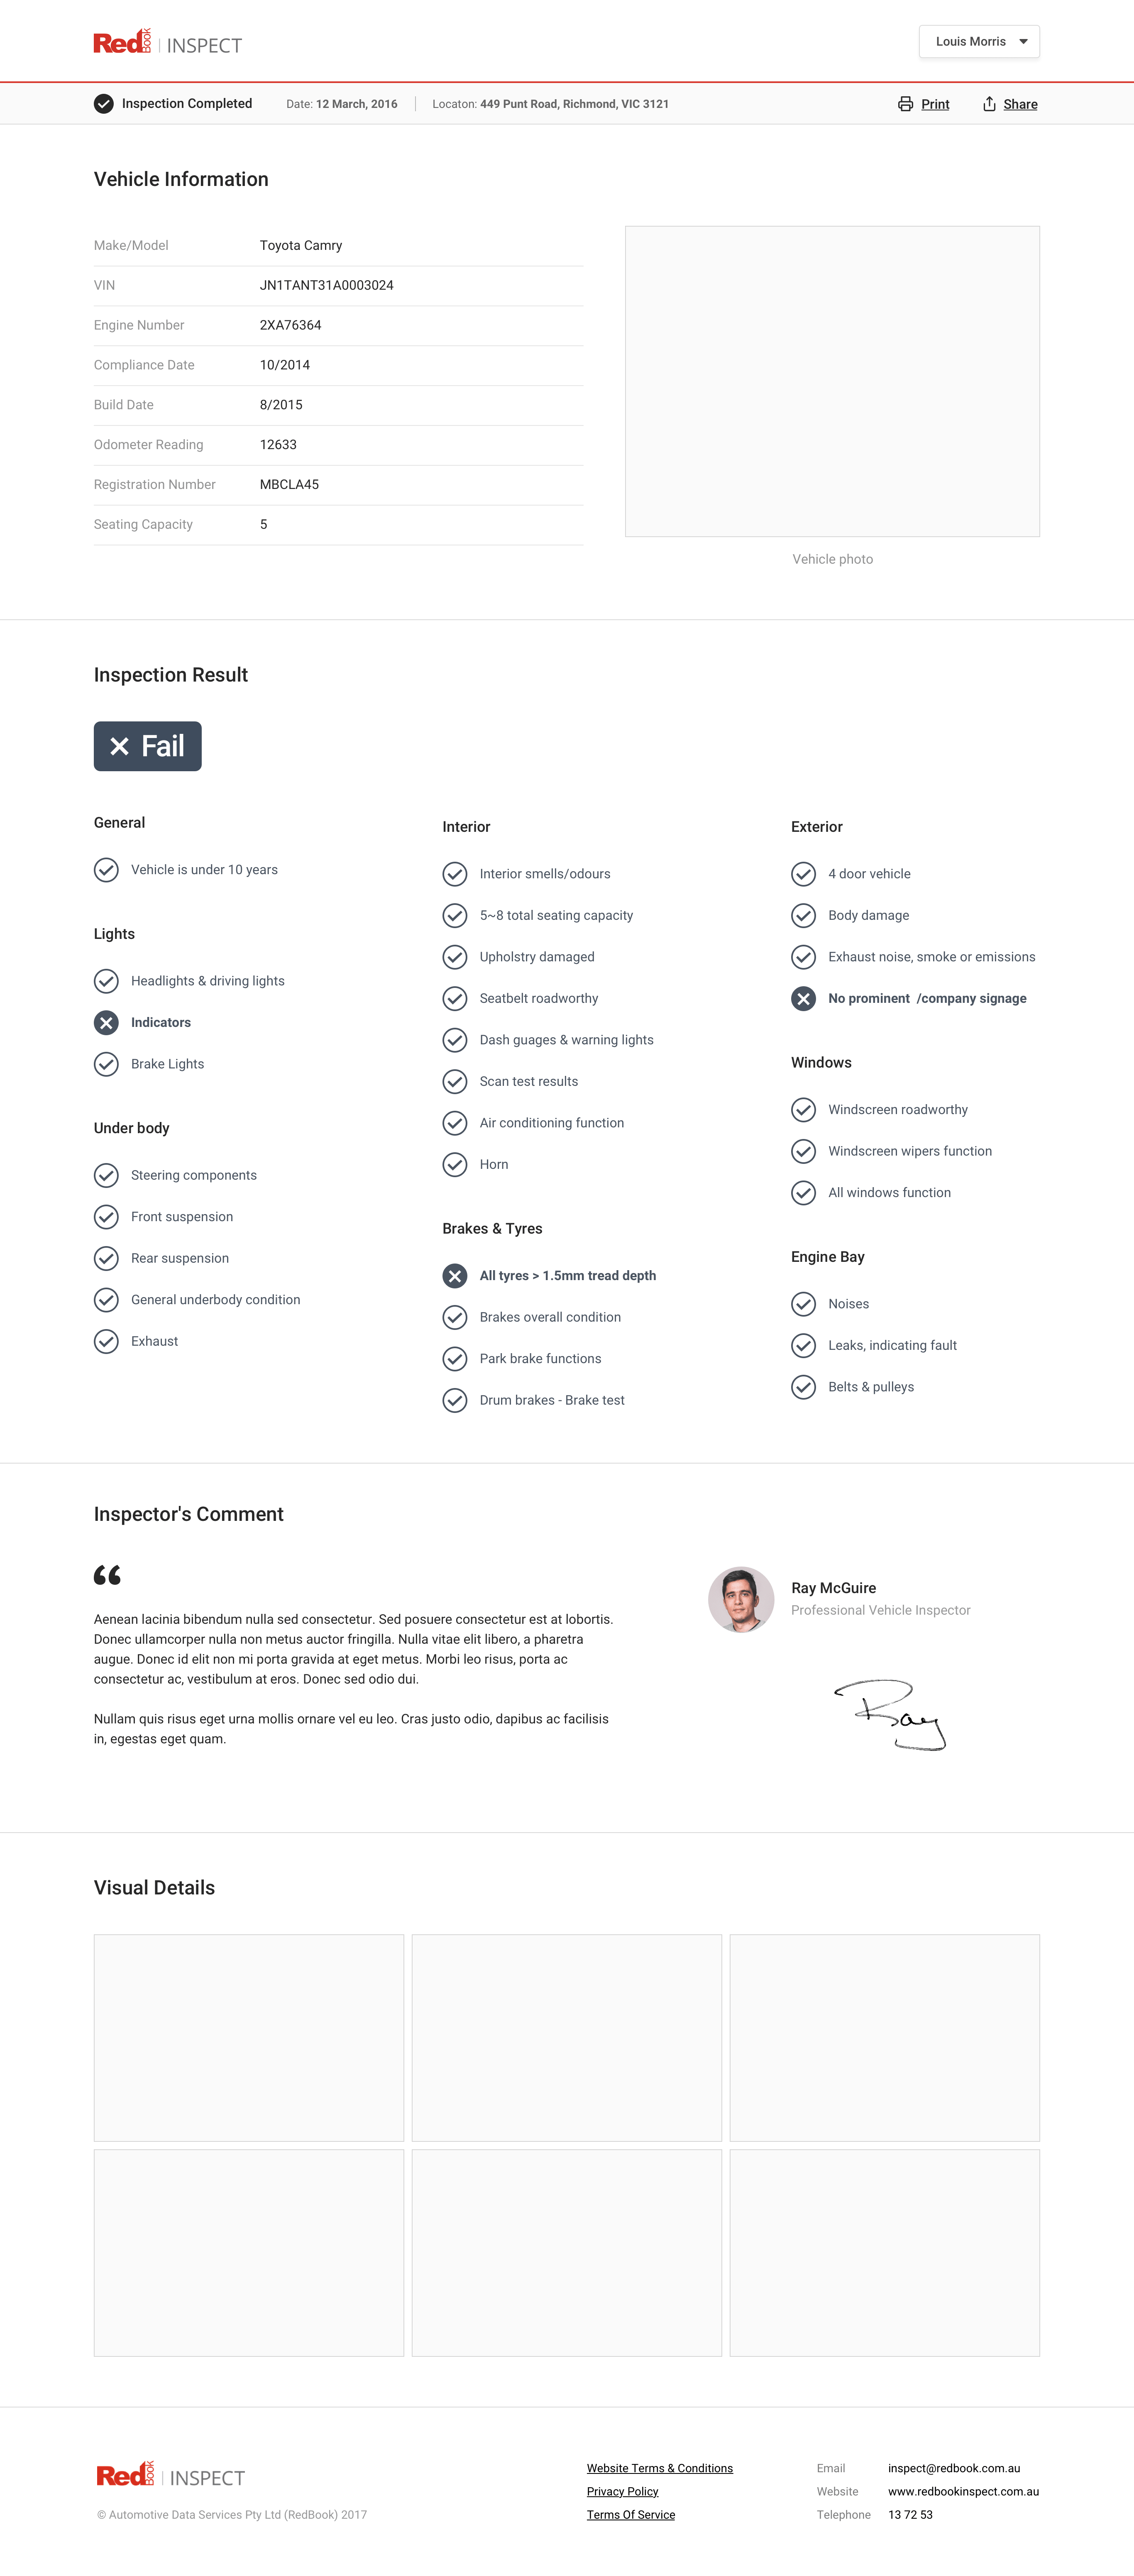 RedBook | INSPECT
Louis Morris
Inspection Completed
Date: 12 March, 2016
Locaton: 449 Punt Road, Richmond, VIC 3121
Print
Share
Vehicle Information
Make/Model Toyota Camry
VIN JN1TANT31A0003024
Engine Number 2XA76364
Compliance Date 10/2014
Build Date 8/2015
Odometer Reading 12633
Registration Number MBCLA45
Seating Capacity 5
Vehicle photo
Inspection Result
Fail
General
Vehicle is under 10 years
Lights
Headlights & driving lights
Indicators
Brake Lights
Under body
Steering components
Front suspension
Rear suspension
General underbody condition
Exhaust
Interior
Interior smells/odours
5~8 total seating capacity
Upholstry damaged
Seatbelt roadworthy
Dash guages & warning lights
Scan test results
Air conditioning function
Horn
Brakes & Tyres
All tyres > 1.5mm tread depth
Brakes overall condition
Park brake functions
Drum brakes - Brake test
Exterior
4 door vehicle
Body damage
Exhaust noise, smoke or emissions
No prominent /company signage
Windows
Windscreen roadworthy
Windscreen wipers function
All windows function
Engine Bay
Noises
Leaks, indicating fault
Belts & pulleys
Inspector's Comment
“
Aenean lacinia bibendum nulla sed consectetur. Sed posuere consectetur est at lobortis.
Donec ullamcorper nulla non metus auctor fringilla. Nulla vitae elit libero, a pharetra
augue. Donec id elit non mi porta gravida at eget metus. Morbi leo risus, porta ac
consectetur ac, vestibulum at eros. Donec sed odio dui.
Nullam quis risus eget urna mollis ornare vel eu leo. Cras justo odio, dapibus ac facilisis
in, egestas eget quam.
Ray McGuire
Professional Vehicle Inspector
Ray
Visual Details
RedBook | INSPECT
© Automotive Data Services Pty Ltd (RedBook) 2017
Website Terms & Conditions
Privacy Policy
Terms Of Service
Email inspect@redbook.com.au
Website www.redbookinspect.com.au
Telephone 13 72 53